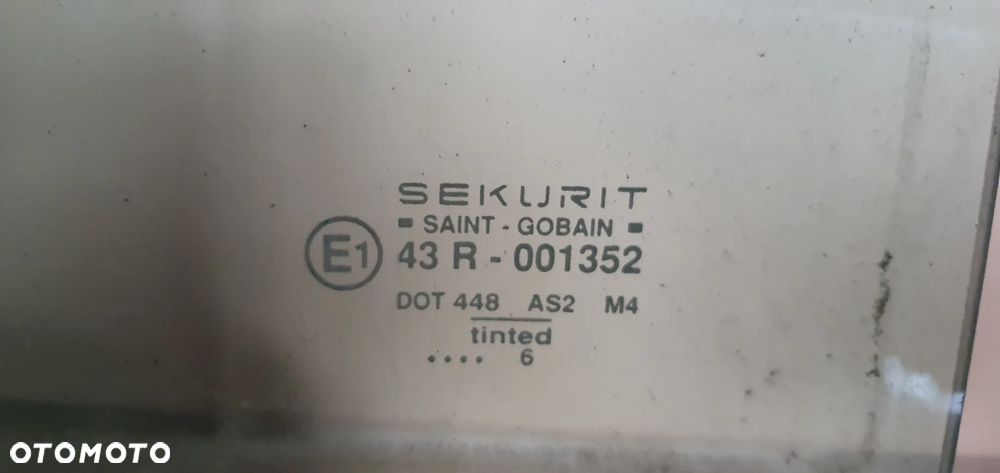 SEKURIT
SAINT - GOBAIN
E1 43 R - 001352
DOT 448 AS2 M4
tinted
.... 6
OTOMOTO